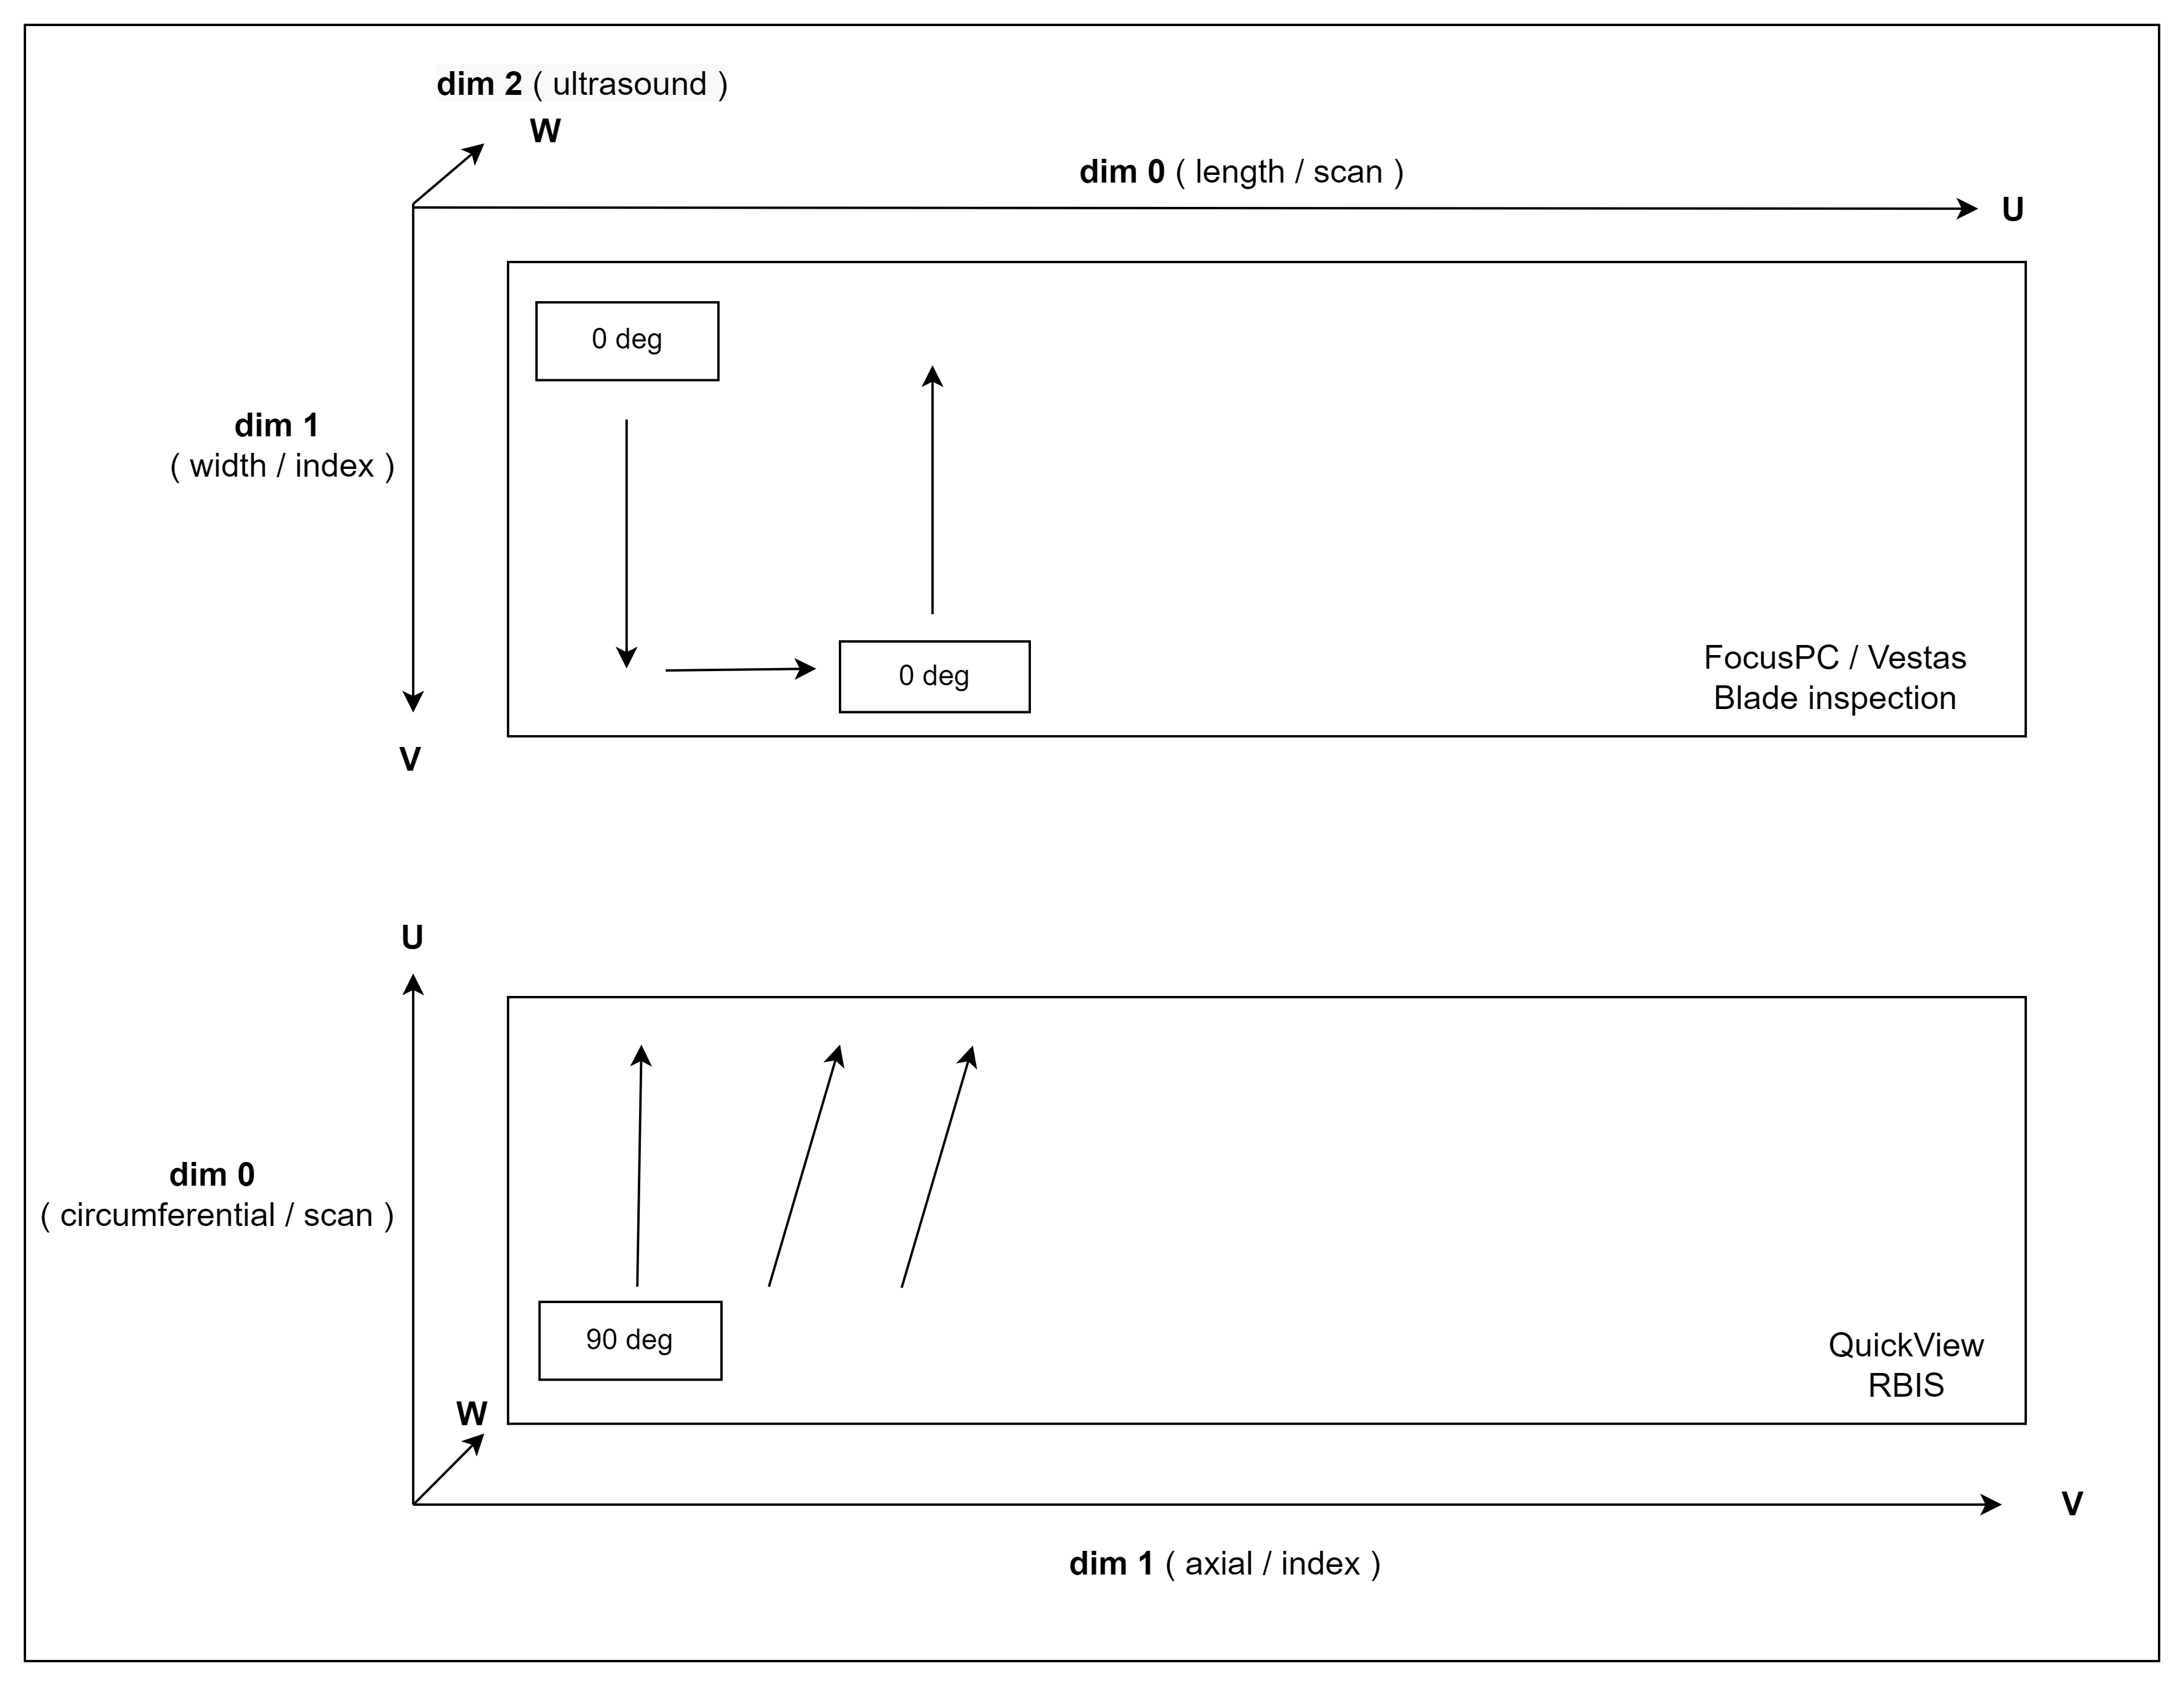 dim 2 ( ultrasound )
W
dim 0 ( length / scan )
U
0 deg
dim 1
( width / index )
0 deg
FocusPC / Vestas
Blade inspection
V
U
dim 0
( circumferential / scan )
90 deg
QuickView
RBIS
W
V
dim 1 ( axial / index )